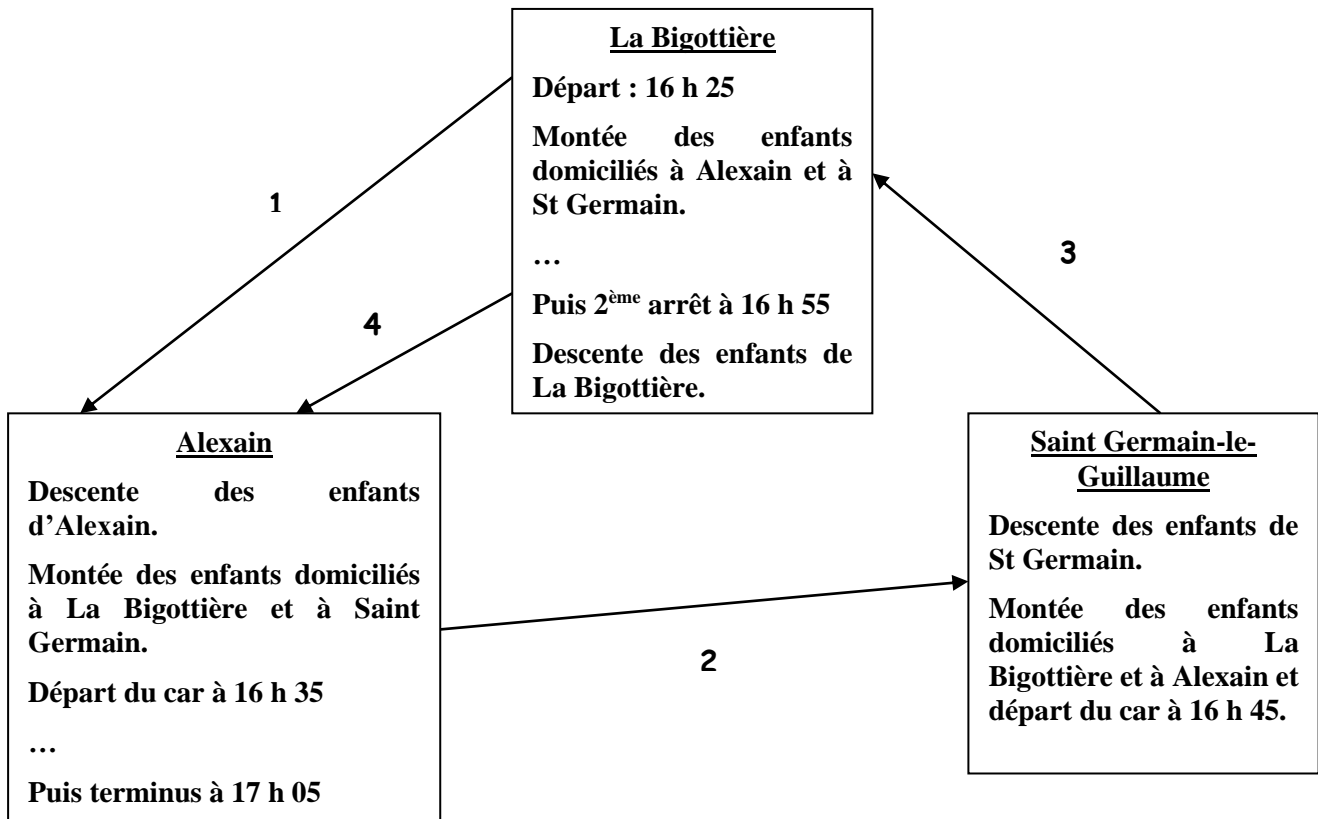 La Bigottière
Départ : 16 h 25
Montée des enfants
domiciliés à Alexain et à
St Germain.
…
Puis 2ème arrêt à 16 h 55
Descente des enfants de
La Bigottière.
1
4
3
Alexain
Descente des enfants
d’Alexain.
Montée des enfants domiciliés
à La Bigottière et à Saint
Germain.
Départ du car à 16 h 35
…
Puis terminus à 17 h 05
2
Saint Germain-le-
Guillaume
Descente des enfants de
St Germain.
Montée des enfants
domiciliés à La
Bigottière et à Alexain et
départ du car à 16 h 45.